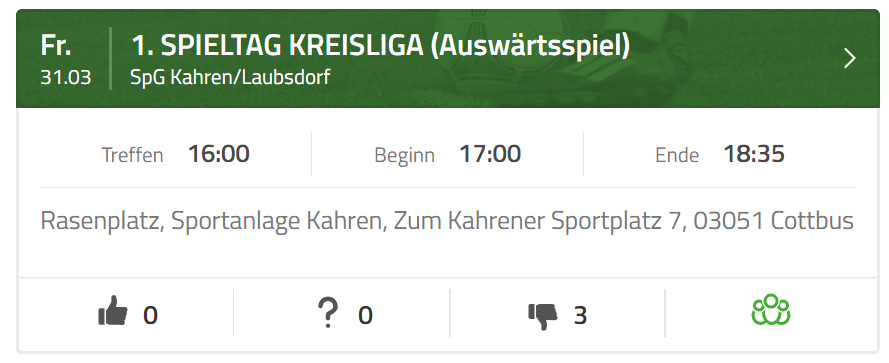 Fr.
1. SPIELTAG KREISLIGA (Auswärtsspiel)
31.03
SpG Kahren/Laubsdorf
Treffen 16:00 Beginn 17:00 Ende 18:35
Rasenplatz, Sportanlage Kahren, Zum Kahrener Sportplatz 7, 03051 Cottbus
0 ? 0 3